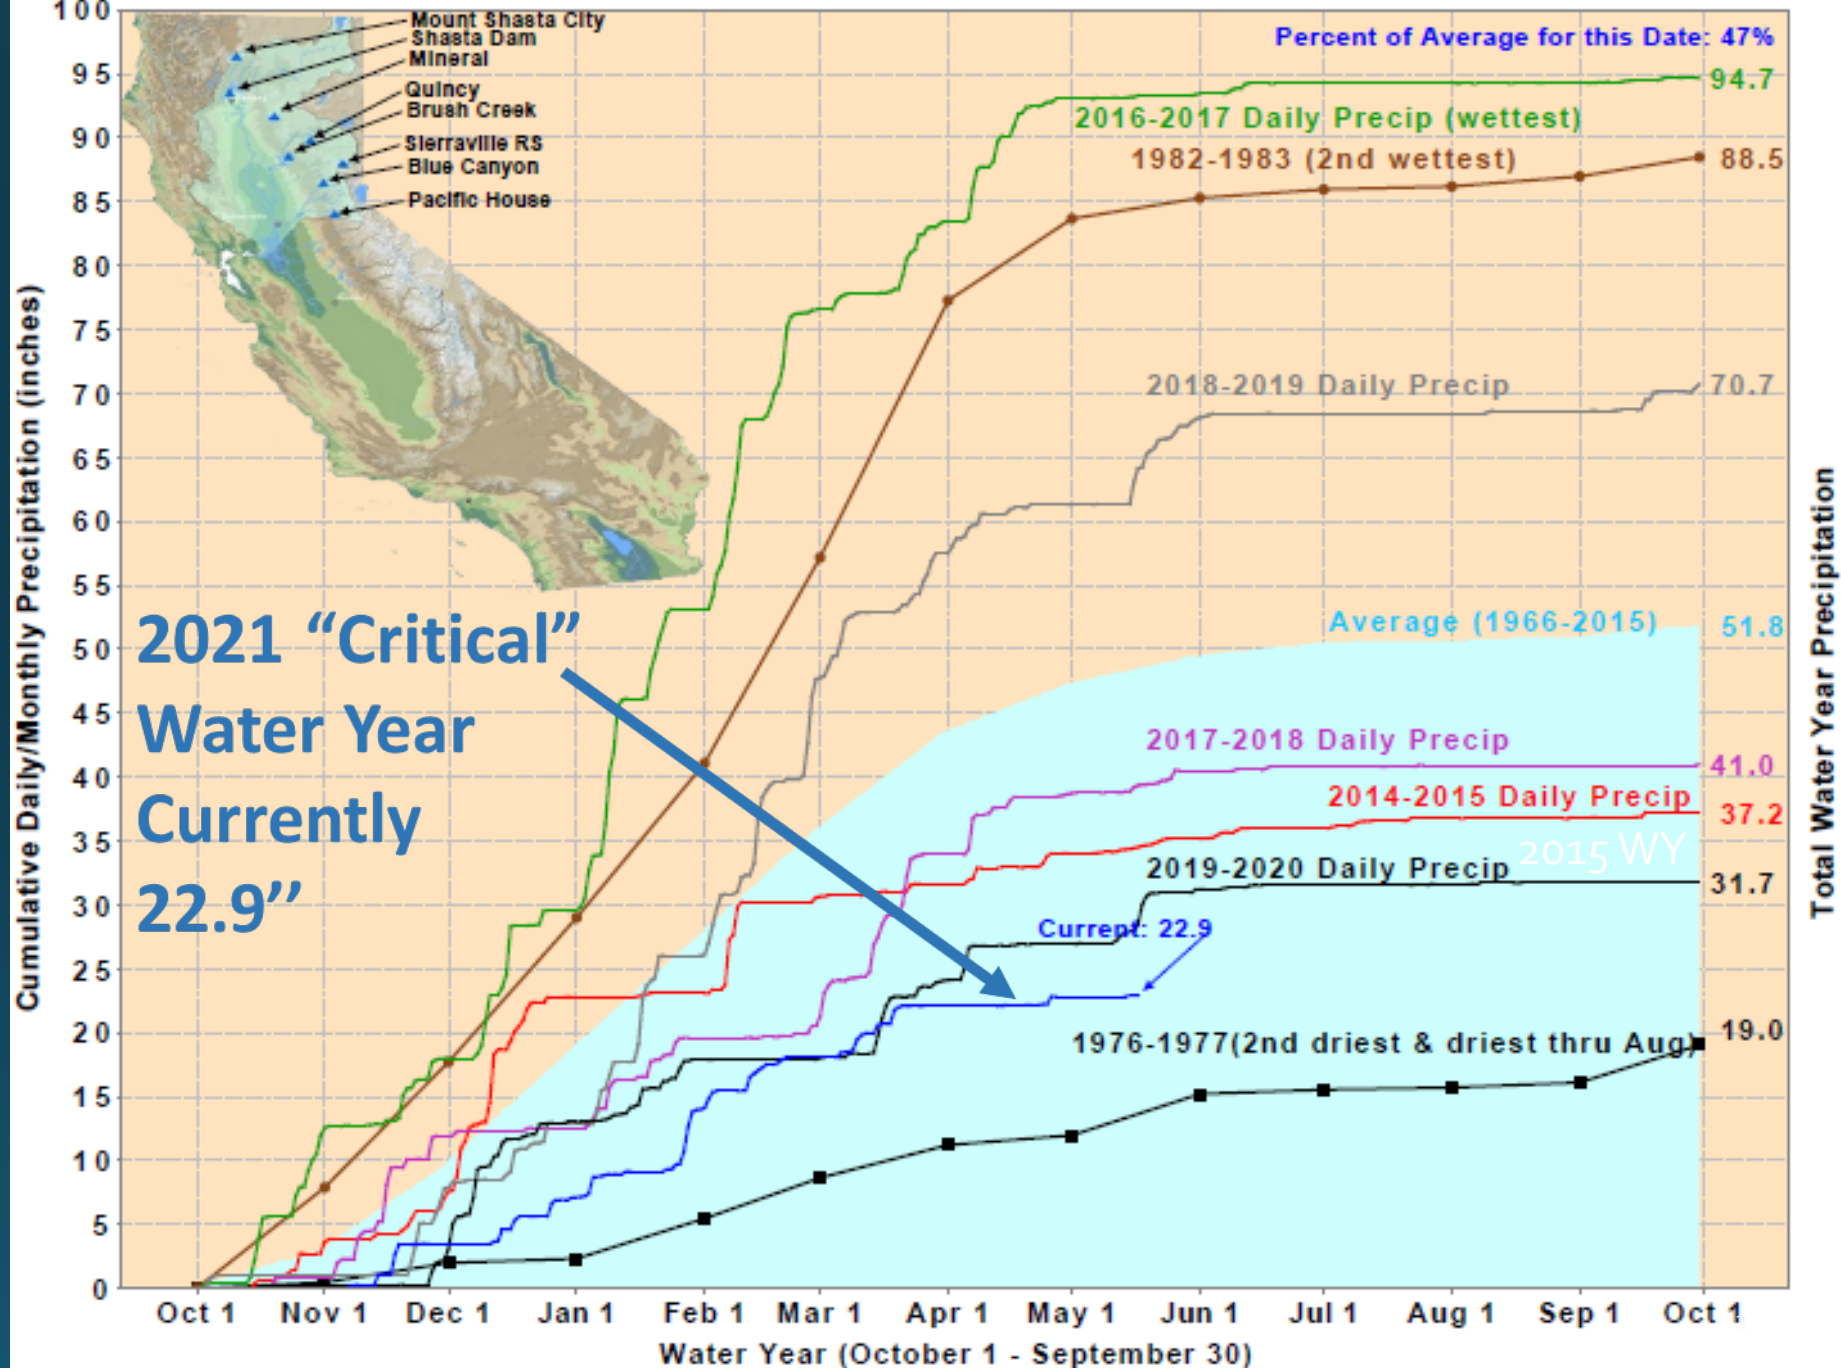 100
95
90
85
80
75
70
65
60
55
50
45
40
35
30
25
20
15
10
5
0
Cumulative Daily/Monthly Precipitation (inches)
Mount Shasta City
Shasta Dam
Mineral
Quincy
Brush Creek
Sierraville RS
Blue Canyon
Pacific House
Percent of Average for this Date: 47%
94.7
2016-2017 Daily Precip (wettest)
1982-1983 (2nd wettest)
88.5
2018-2019 Daily Precip
70.7
Average (1966-2015)
51.8
2021 “Critical”
Water Year
Currently
22.9”
2017-2018 Daily Precip
41.0
2014-2015 Daily Precip
37.2
2015 WY
2019-2020 Daily Precip
31.7
Current: 22.9
1976-1977(2nd driest & driest thru Aug)
19.0
Total Water Year Precipitation
Oct 1 Nov 1 Dec 1 Jan 1 Feb 1 Mar 1 Apr 1 May 1 Jun 1 Jul 1 Aug 1 Sep 1 Oct 1
Water Year (October 1 - September 30)